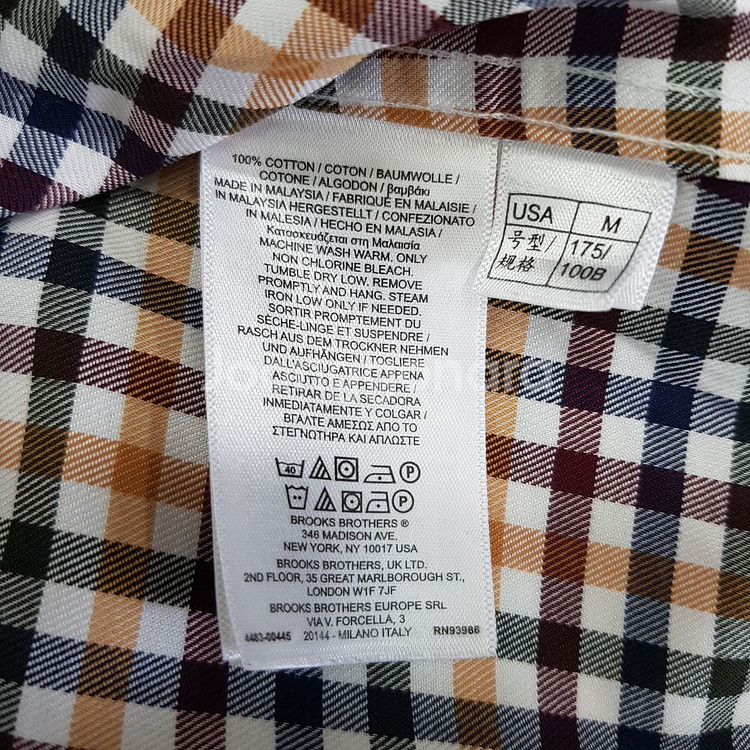 100% COTTON / COTON / BAUMWOLLE /
COTONE / ALGODON / βαμβάκι
MADE IN MALAYSIA / FABRIQUÉ EN MALAISIE /
IN MALAYSIA HERGESTELLT / CONFEZIONATO
IN MALESIA / HECHO EN MALASIA /
Κατασκευάζεται στη Μαλαισία
MACHINE WASH WARM. ONLY
NON CHLORINE BLEACH.
TUMBLE DRY LOW. REMOVE
PROMPTLY AND HANG. STEAM
IRON LOW ONLY IF NEEDED.
SORTIR PROMPTEMENT DU
SÈCHE-LINGE ET SUSPENDRE /
RASCH AUS DEM TROCKNER NEHMEN
UND AUFHÄNGEN / TOGLIERE
DALL'ASCIUGATRICE APPENA
ASCIUTTO E APPENDERE /
RETIRAR DE LA SECADORA
INMEDIATAMENTE Y COLGAR /
ΒΓΑΛΤΕ ΑΜΕΣΩΣ ΑΠΟ ΤΟ
ΣΤΕΓΝΩΤΗΡΑ ΚΑΙ ΑΠΛΩΣΤΕ
40 P
P
BROOKS BROTHERS ®
346 MADISON AVE.
NEW YORK, NY 10017 USA
BROOKS BROTHERS, UK LTD.
2ND FLOOR, 35 GREAT MARLBOROUGH ST.,
LONDON W1F 7JF
BROOKS BROTHERS EUROPE SRL
VIA V. FORCELLA, 3
4483-00445 20144 - MILANO ITALY RN93986
USA M
号型/ 175/
规格 100B